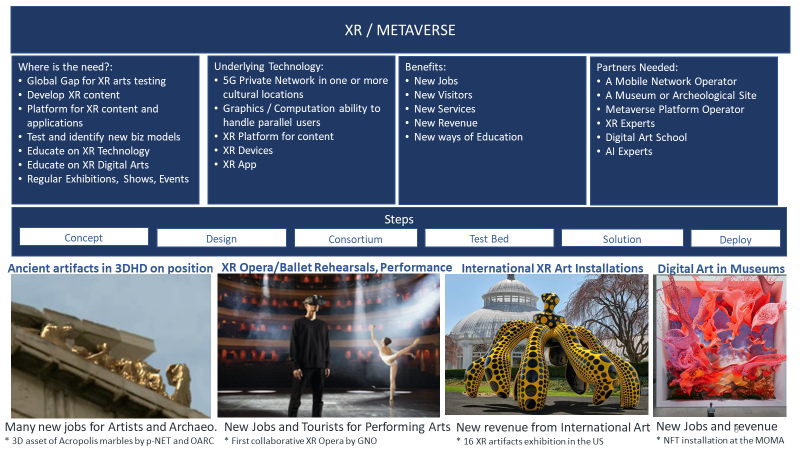 XR / METAVERSE
Where is the need?:
• Global Gap for XR arts testing
• Develop XR content
• Platform for XR content and
applications
• Test and identify new biz models
• Educate on XR Technology
• Educate on XR Digital Arts
• Regular Exhibitions, Shows, Events
Underlying Technology:
• 5G Private Network in one or more
cultural locations
• Graphics / Computation ability to
handle parallel users
• XR Platform for content
• XR Devices
• XR App
Benefits:
• New Jobs
• New Visitors
• New Services
• New Revenue
• New ways of Education
Partners Needed:
• A Mobile Network Operator
• A Museum or Archeological Site
• Metaverse Platform Operator
• XR Experts
• Digital Art School
• AI Experts
Steps
Concept
Design
Consortium
Test Bed
Solution
Deploy
Ancient artifacts in 3DHD on position
XR Opera/Ballet Rehearsals, Performance
International XR Art Installations
Digital Art in Museums
Many new jobs for Artists and Archaeo.
* 3D asset of Acropolis marbles by p-NET and OARC
New Jobs and Tourists for Performing Arts
* First collaborative XR Opera by GNO
New revenue from International Art
* 16 XR artifacts exhibition in the US
New Jobs and revenue
* NFT installation at the MOMA